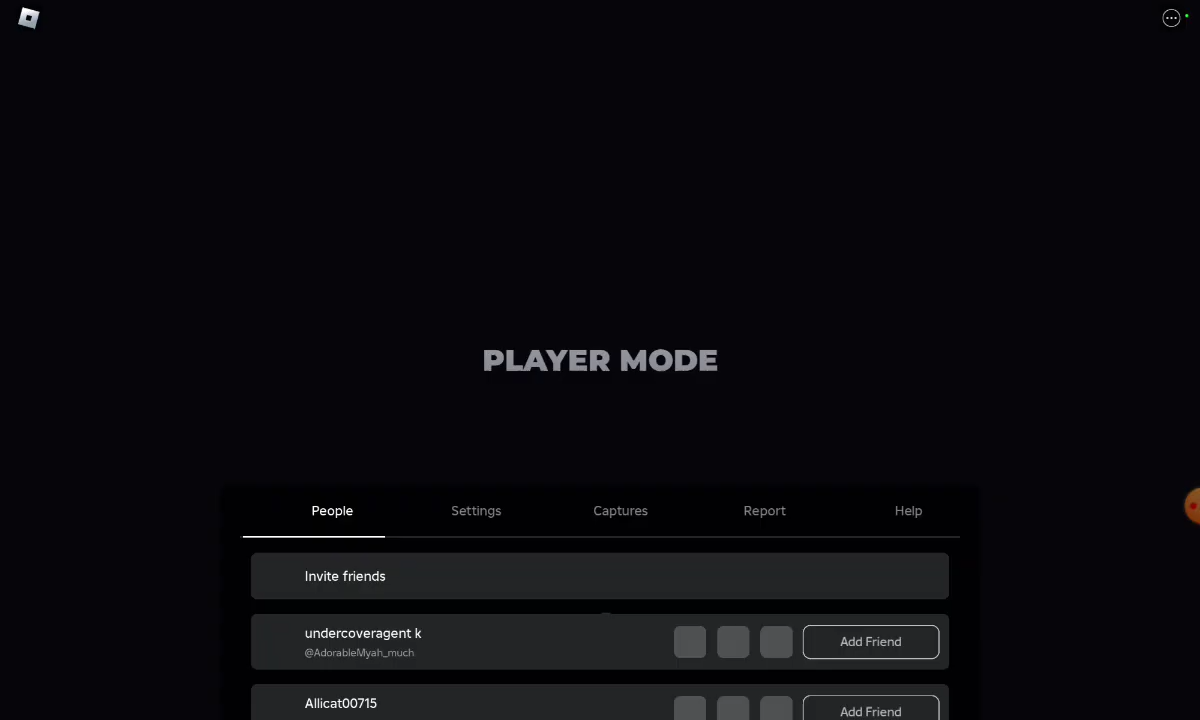 PLAYER MODE
People Settings Captures Report Help
Invite friends
undercoveragent k
@AdorableMyah_much
Add Friend
Allicat00715
Add Friend